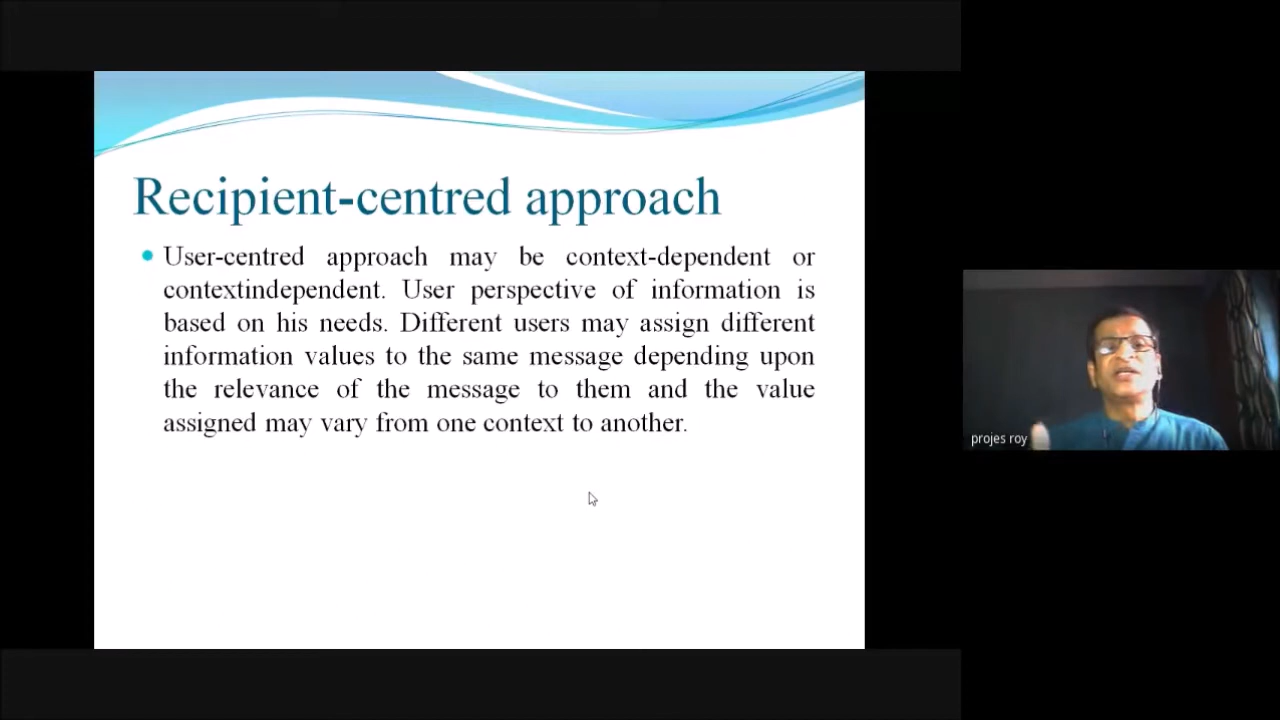 Recipient-centred approach
User-centred approach may be context-dependent or
contextindependent. User perspective of information is
based on his needs. Different users may assign different
information values to the same message depending upon
the relevance of the message to them and the value
assigned may vary from one context to another.
projes roy